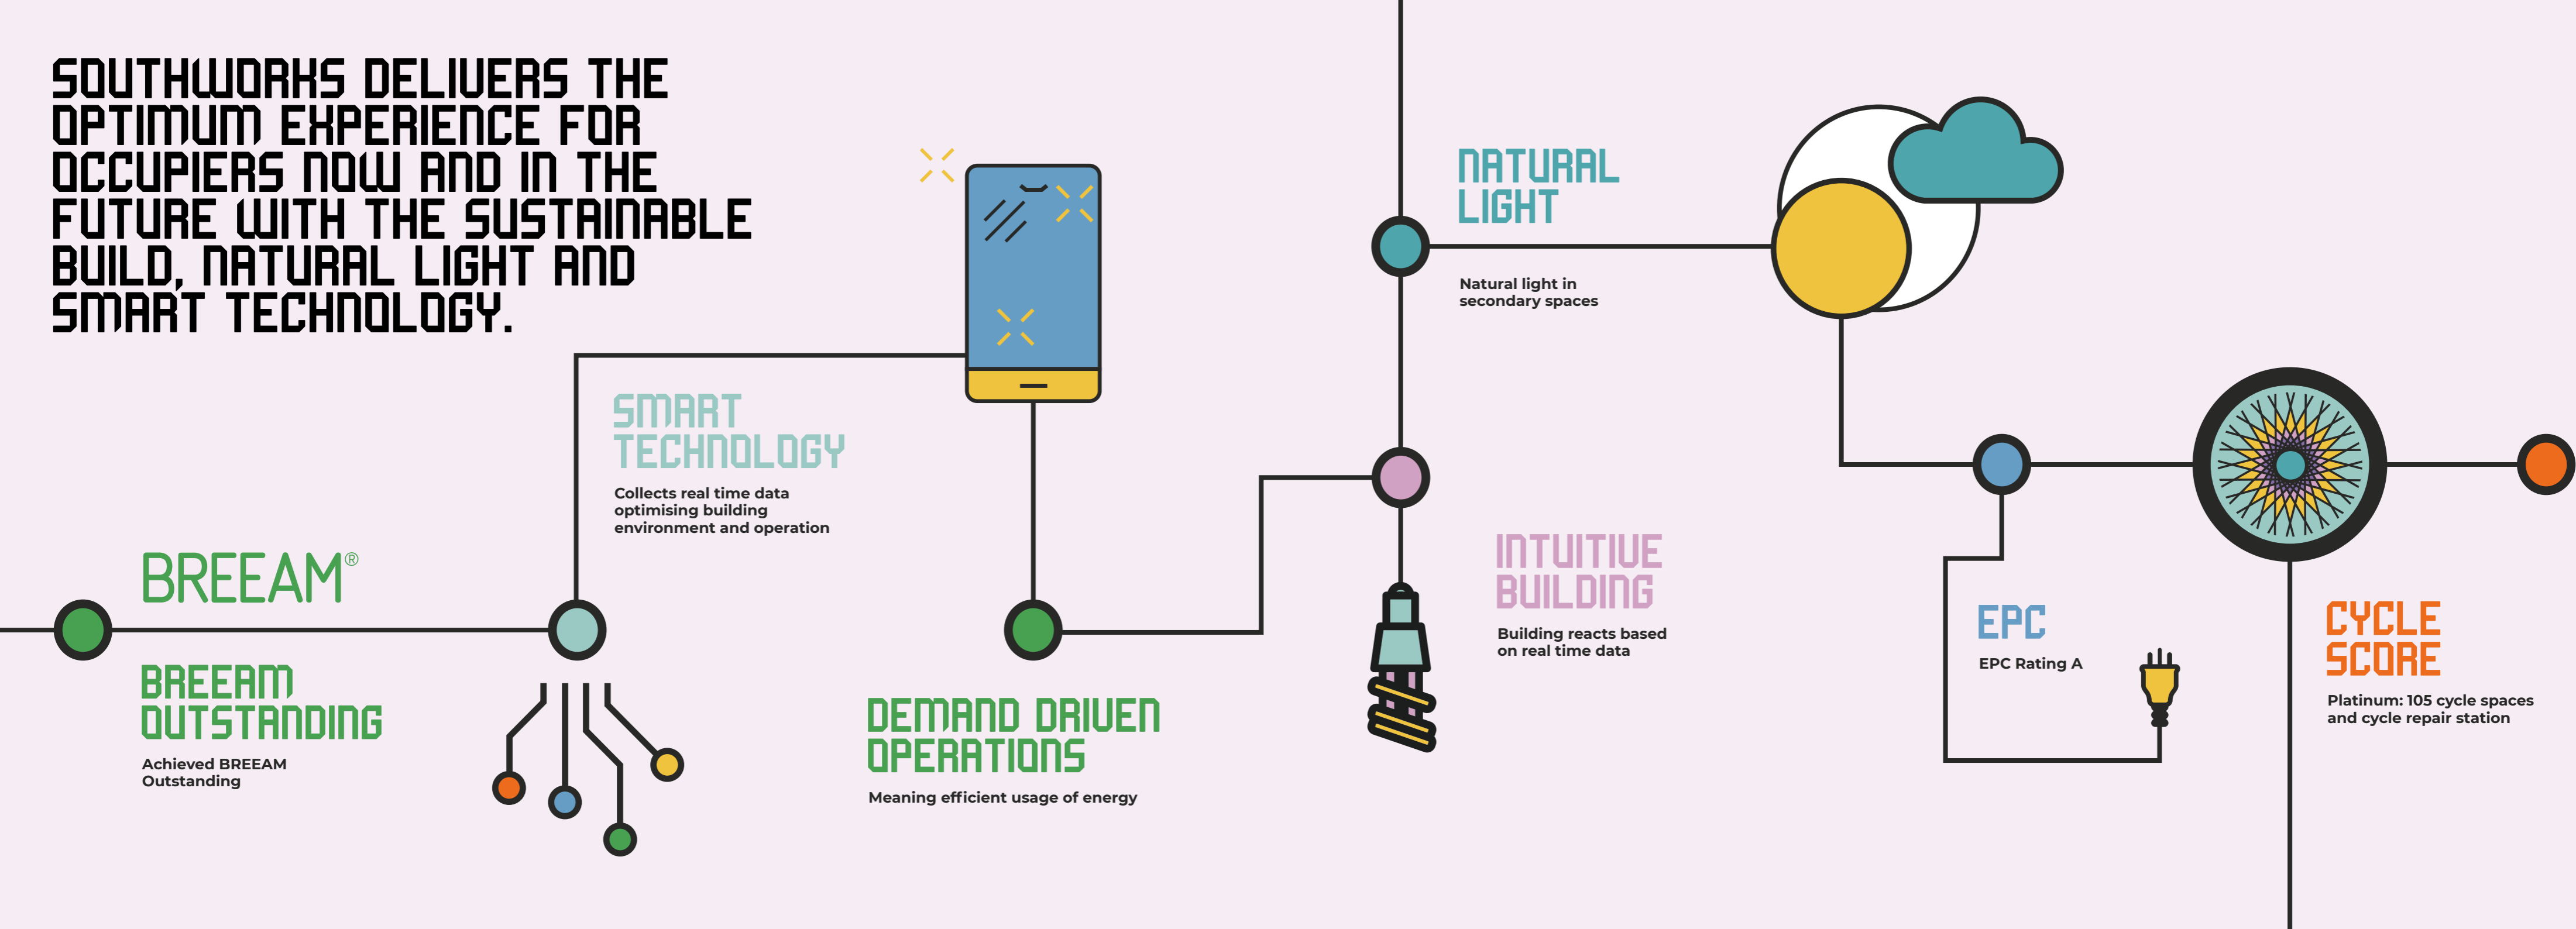 SOUTHWORKS DELIVERS THE
OPTIMUM EXPERIENCE FOR
OCCUPIERS NOW AND IN THE
FUTURE WITH THE SUSTAINABLE
BUILD, NATURAL LIGHT AND
SMART TECHNOLOGY.
BREEAM®
BREEAM
OUTSTANDING
Achieved BREEAM
Outstanding
SMART
TECHNOLOGY
Collects real time data
optimising building
environment and operation
DEMAND DRIVEN
OPERATIONS
Meaning efficient usage of energy
NATURAL
LIGHT
Natural light in
secondary spaces
INTUITIVE
BUILDING
Building reacts based
on real time data
EPC
EPC Rating A
CYCLE
SCORE
Platinum: 105 cycle spaces
and cycle repair station